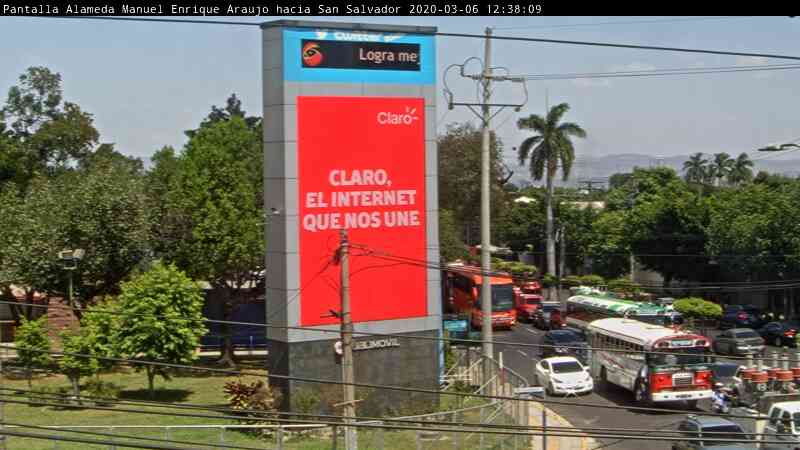 Pantalla Alameda Manuel Enrique Araujo hacia San Salvador 2020-03-06 12:38:09
Logra me
Claro
CLARO,
EL INTERNET
QUE NOS UNE
PUBLIMOVIL